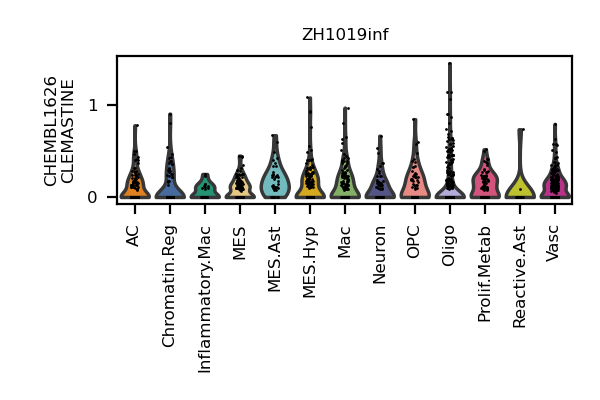 ZH1019inf
CHEMBL1626
CLEMASTINE
1
0
AC
Chromatin.Reg
Inflammatory.Mac
MES
MES.Ast
MES.Hyp
Mac
Neuron
OPC
Oligo
Prolif.Metab
Reactive.Ast
Vasc